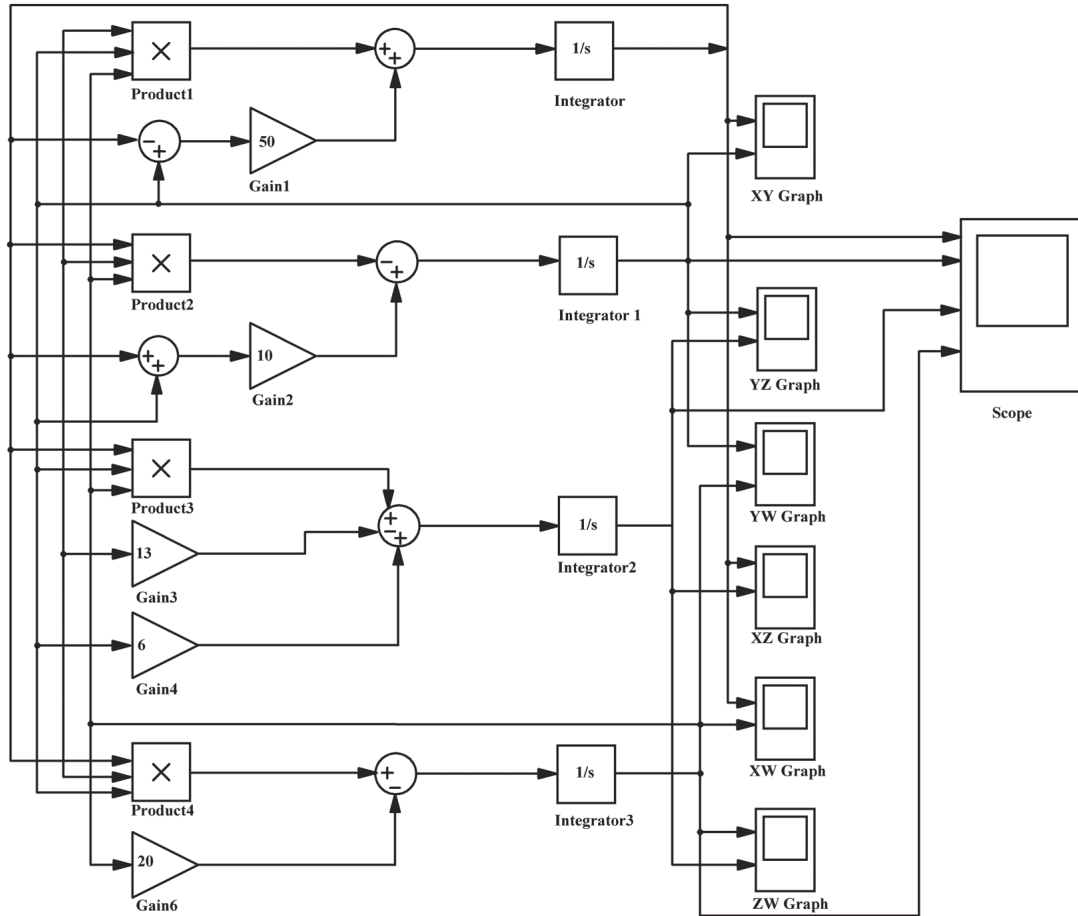 ×
Product1
++
1/s
Integrator
-
+
50
Gain1
XY Graph
×
Product2
-
+
1/s
Integrator 1
++
10
Gain2
YZ Graph
Scope
×
Product3
+
-
+
1/s
Integrator2
YW Graph
13
Gain3
XZ Graph
6
Gain4
×
Product4
+
-
1/s
Integrator3
XW Graph
20
Gain6
ZW Graph